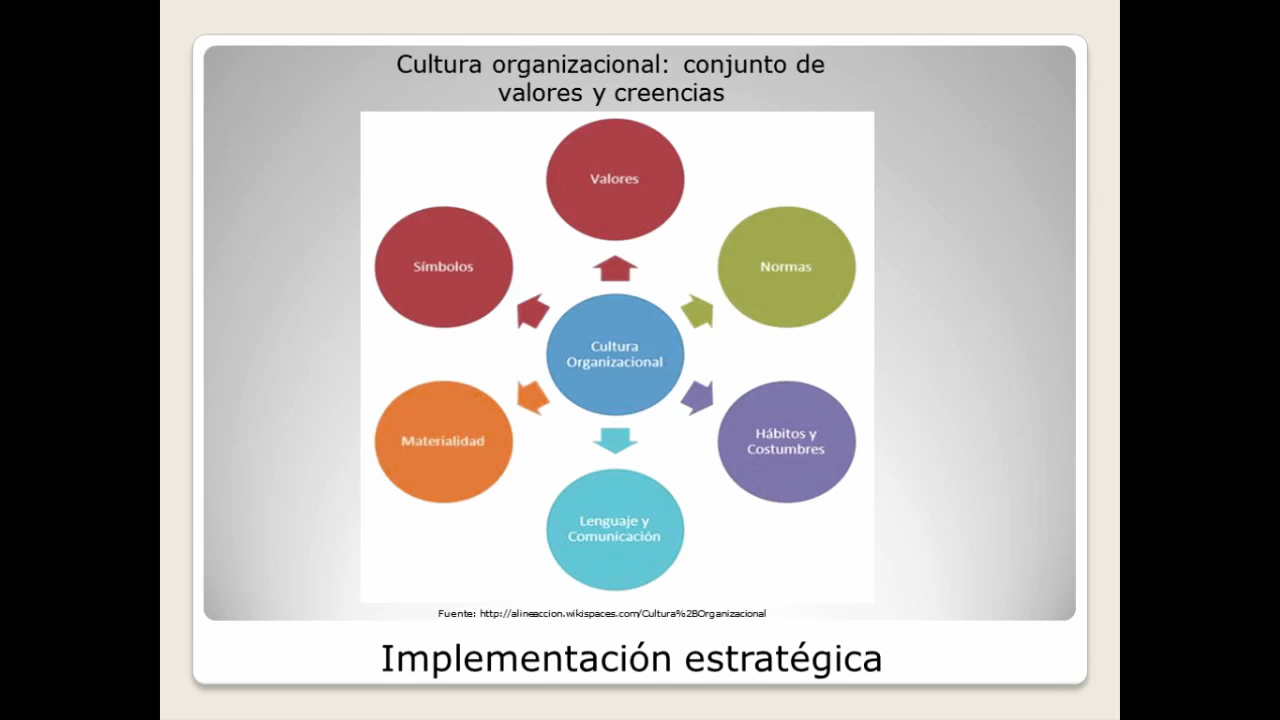 Cultura organizacional: conjunto de
valores y creencias
Valores
Símbolos
Normas
Cultura
Organizacional
Materialidad
Hábitos y
Costumbres
Lenguaje y
Comunicación
Fuente: http://alineaccion.wikispaces.com/Cultura%2BOrganizacional
Implementación estratégica